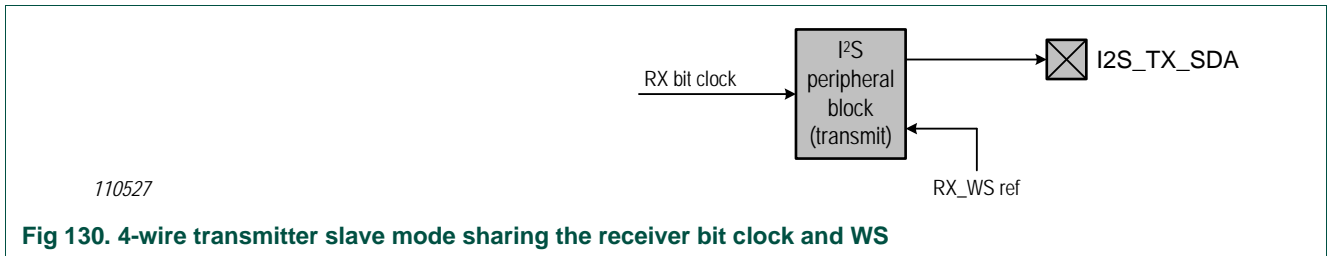 I²S
peripheral
block
(transmit)
I2S_TX_SDA
RX bit clock
RX_WS ref
110527
Fig 130. 4-wire transmitter slave mode sharing the receiver bit clock and WS